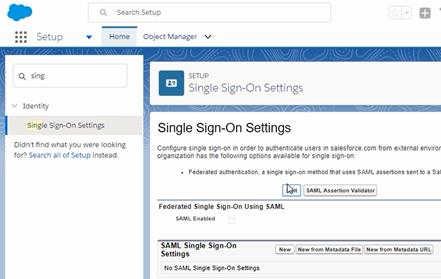 Search Setup
Setup
Home
Object Manager
sing
Identity
Single Sign-On Settings
Didn't find what you were looking
for? Search all of Setup instead.
SETUP
Single Sign-On Settings
Single Sign-On Settings
Configure single sign-on in order to authenticate users in salesforce.com from external environ
organization has the following options available for single sign-on:
• Federated authentication, a single sign-on method that uses SAML assertions sent to a Sal
SAML Assertion Validator
Federated Single Sign-On Using SAML
SAML Enabled
SAML Single Sign-On
Settings
New
New from Metadata File
New from Metadata URL
No SAML Single Sign-On Settings